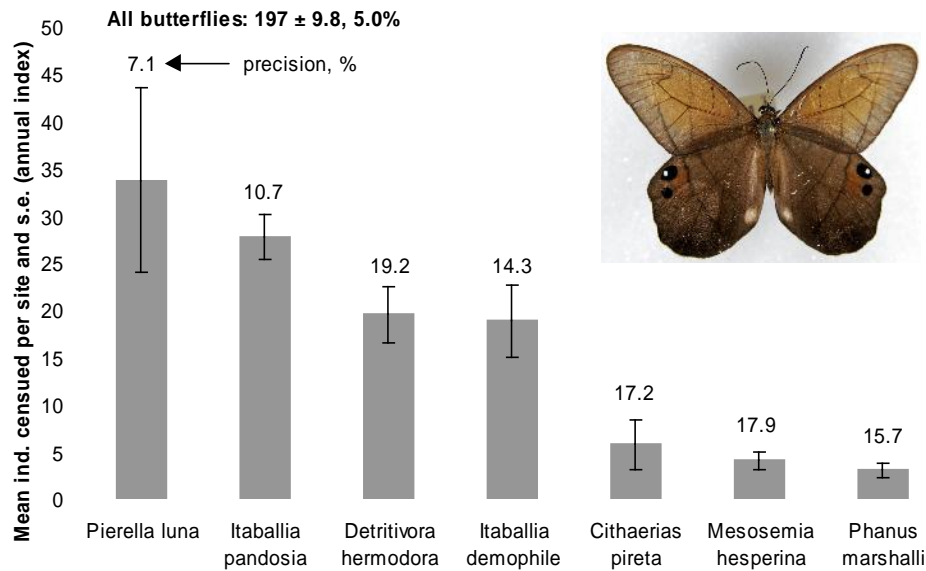 All butterflies: 197 ± 9.8, 5.0%
Mean ind. censused per site and s.e. (annual index)
50
45
40
35
30
25
20
15
10
5
0
7.1
precision, %
10.7
19.2
14.3
17.2
17.9
15.7
Pierella luna
Itaballia
pandosia
Detritivora
hermodora
Itaballia
demophile
Cithaerias
pireta
Mesosemia
hesperina
Phanus
marshalli